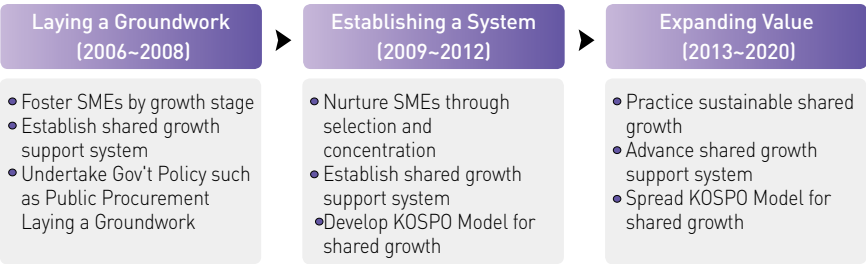 Laying a Groundwork
(2006~2008)
• Foster SMEs by growth stage
• Establish shared growth
support system
• Undertake Gov't Policy such
as Public Procurement
Laying a Groundwork
Establishing a System
(2009~2012)
• Nurture SMEs through
selection and
concentration
• Establish shared growth
support system
•Develop KOSPO Model for
shared growth
Expanding Value
(2013~2020)
• Practice sustainable shared
growth
• Advance shared growth
support system
• Spread KOSPO Model for
shared growth